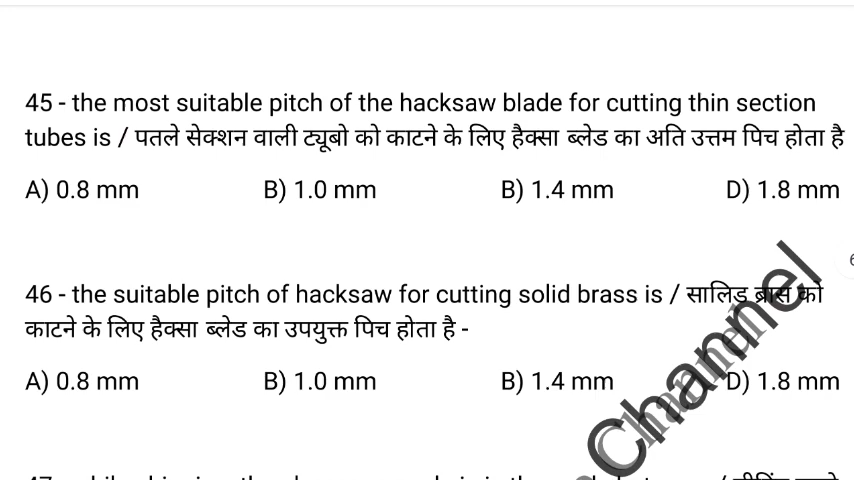 45 - the most suitable pitch of the hacksaw blade for cutting thin section
tubes is / पतले सेक्शन वाली ट्यूबो को काटने के लिए हैक्सा ब्लेड का अति उत्तम पिच होता है
A) 0.8 mm B) 1.0 mm B) 1.4 mm D) 1.8 mm
46 - the suitable pitch of hacksaw for cutting solid brass is / सालिड ब्रास को
काटने के लिए हैक्सा ब्लेड का उपयुक्त पिच होता है -
A) 0.8 mm B) 1.0 mm B) 1.4 mm D) 1.8 mm
Channel